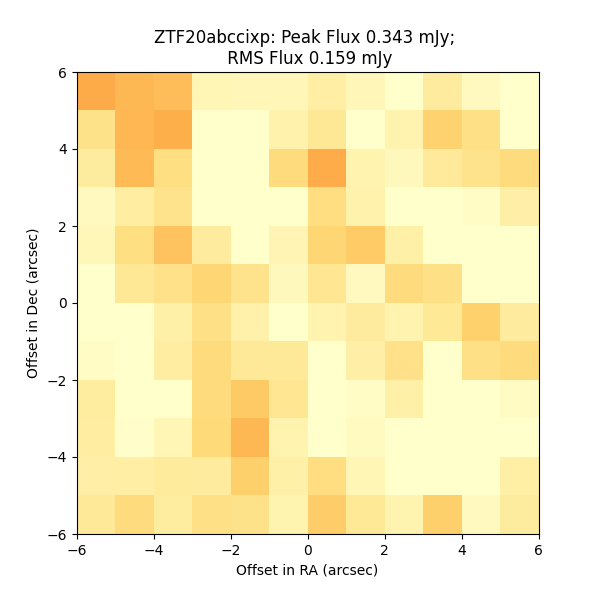 ZTF20abccixp: Peak Flux 0.343 mJy;
RMS Flux 0.159 mJy
6
4
2
0
−2
−4
−6
Offset in Dec (arcsec)
−6 −4 −2 0 2 4 6
Offset in RA (arcsec)